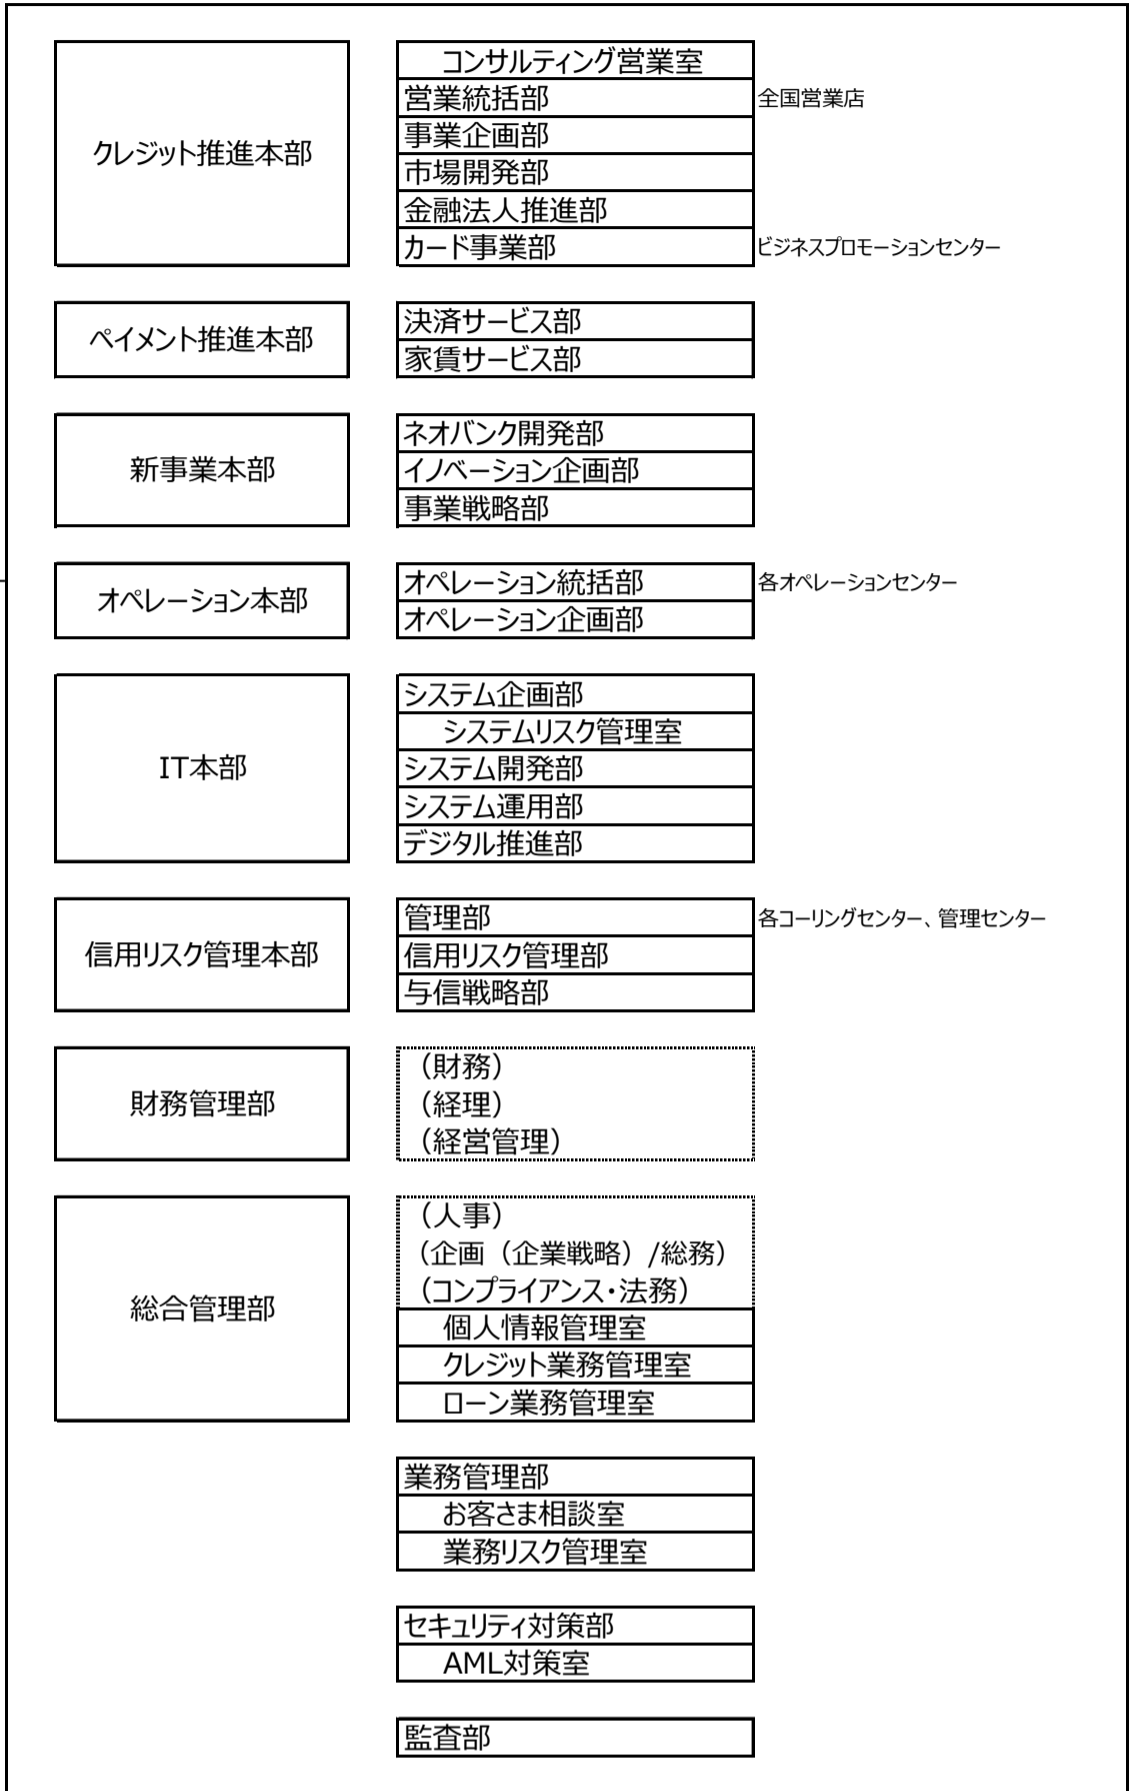 クレジット推進本部
コンサルティング営業室
営業統括部 全国営業店
事業企画部
市場開発部
金融法人推進部
カード事業部 ビジネスプロモーションセンター
ペイメント推進本部
決済サービス部
家賃サービス部
新事業本部
ネオバンク開発部
イノベーション企画部
事業戦略部
オペレーション本部
オペレーション統括部 各オペレーションセンター
オペレーション企画部
IT本部
システム企画部
システムリスク管理室
システム開発部
システム運用部
デジタル推進部
信用リスク管理本部
管理部 各コーリングセンター、管理センター
信用リスク管理部
与信戦略部
財務管理部
（財務）
（経理）
（経営管理）
総合管理部
（人事）
（企画（企業戦略）/総務）
（コンプライアンス・法務）
個人情報管理室
クレジット業務管理室
ローン業務管理室
業務管理部
お客さま相談室
業務リスク管理室
セキュリティ対策部
AML対策室
監査部